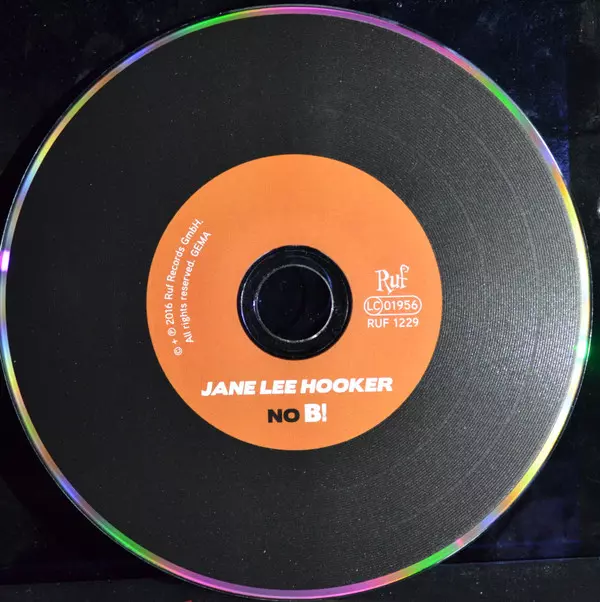 © + ℗ 2016 Ruf Records GmbH.
All rights reserved. GEMA
Ruf
LC 01956
RUF 1229
JANE LEE HOOKER
NO B!